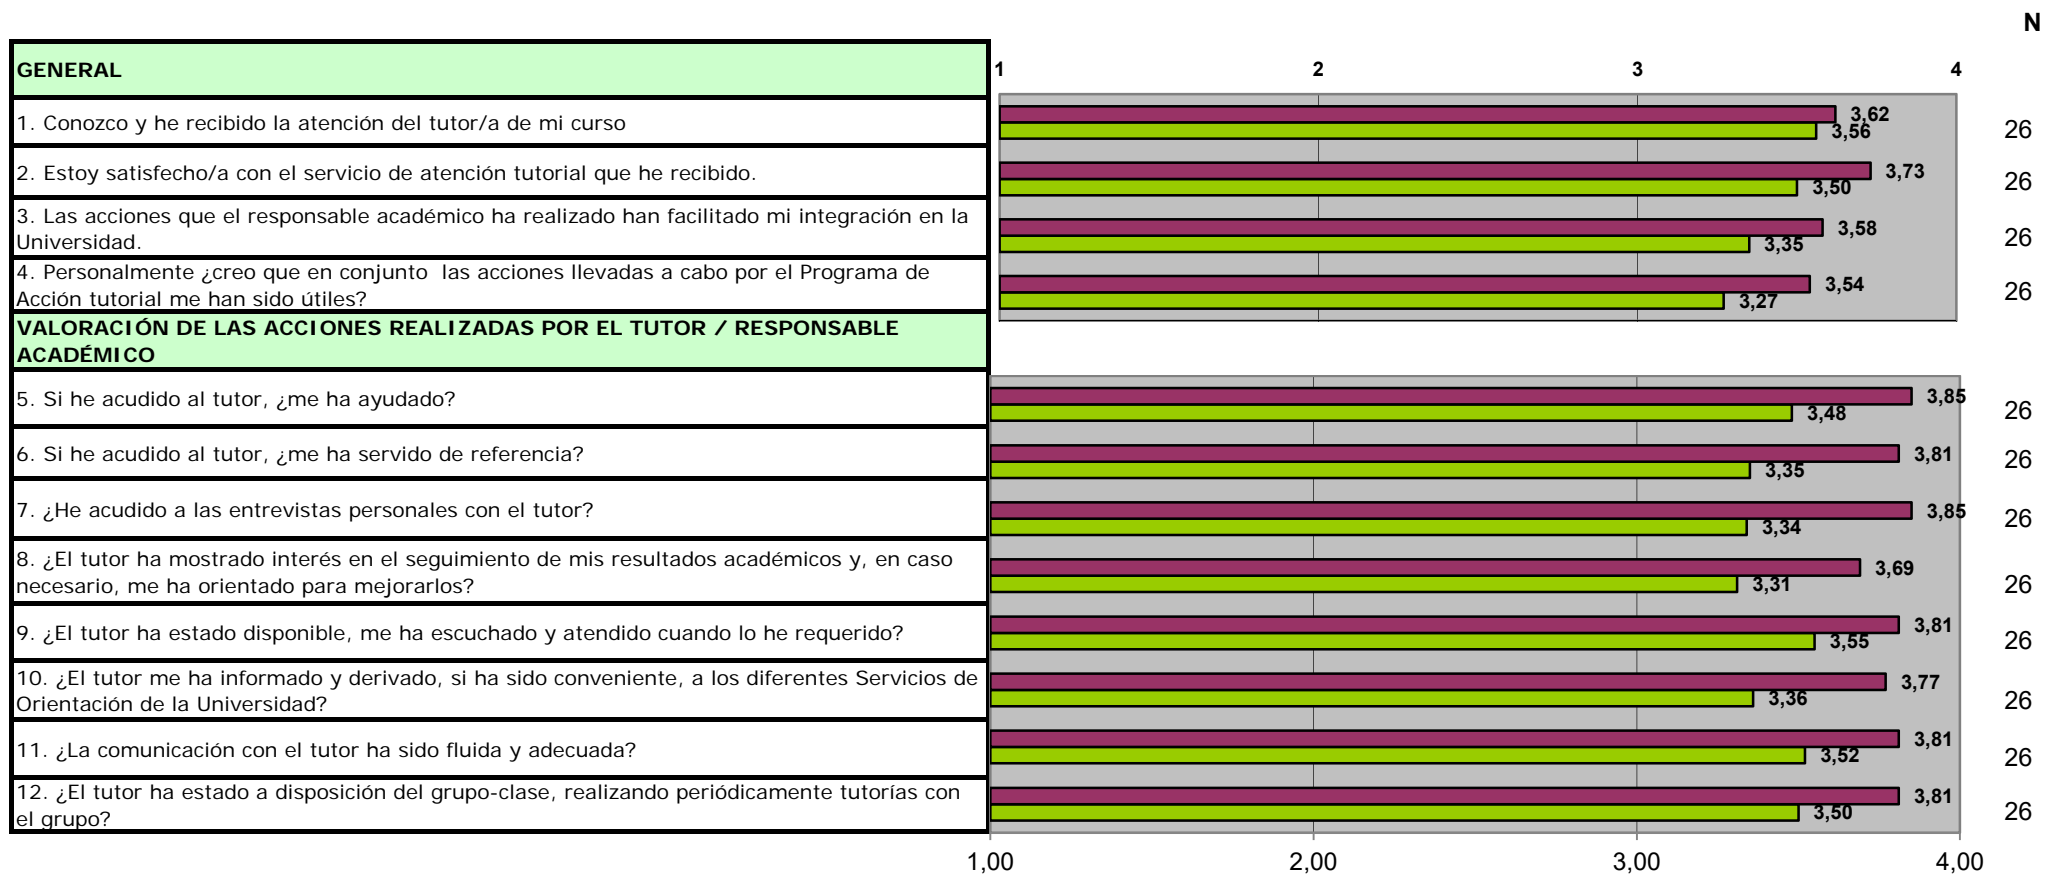 N
GENERAL
1 2 3 4
1. Conozco y he recibido la atención del tutor/a de mi curso
3,62
3,56
26
2. Estoy satisfecho/a con el servicio de atención tutorial que he recibido.
3,73
3,50
26
3. Las acciones que el responsable académico ha realizado han facilitado mi integración en la
Universidad.
3,58
3,35
26
4. Personalmente ¿creo que en conjunto  las acciones llevadas a cabo por el Programa de
Acción tutorial me han sido útiles?
3,54
3,27
26
VALORACIÓN DE LAS ACCIONES REALIZADAS POR EL TUTOR / RESPONSABLE
ACADÉMICO
5. Si he acudido al tutor, ¿me ha ayudado?
3,85
3,48
26
6. Si he acudido al tutor, ¿me ha servido de referencia?
3,81
3,35
26
7. ¿He acudido a las entrevistas personales con el tutor?
3,85
3,34
26
8. ¿El tutor ha mostrado interés en el seguimiento de mis resultados académicos y, en caso
necesario, me ha orientado para mejorarlos?
3,69
3,31
26
9. ¿El tutor ha estado disponible, me ha escuchado y atendido cuando lo he requerido?
3,81
3,55
26
10. ¿El tutor me ha informado y derivado, si ha sido conveniente, a los diferentes Servicios de
Orientación de la Universidad?
3,77
3,36
26
11. ¿La comunicación con el tutor ha sido fluida y adecuada?
3,81
3,52
26
12. ¿El tutor ha estado a disposición del grupo-clase, realizando periódicamente tutorías con
el grupo?
3,81
3,50
26
1,00 2,00 3,00 4,00